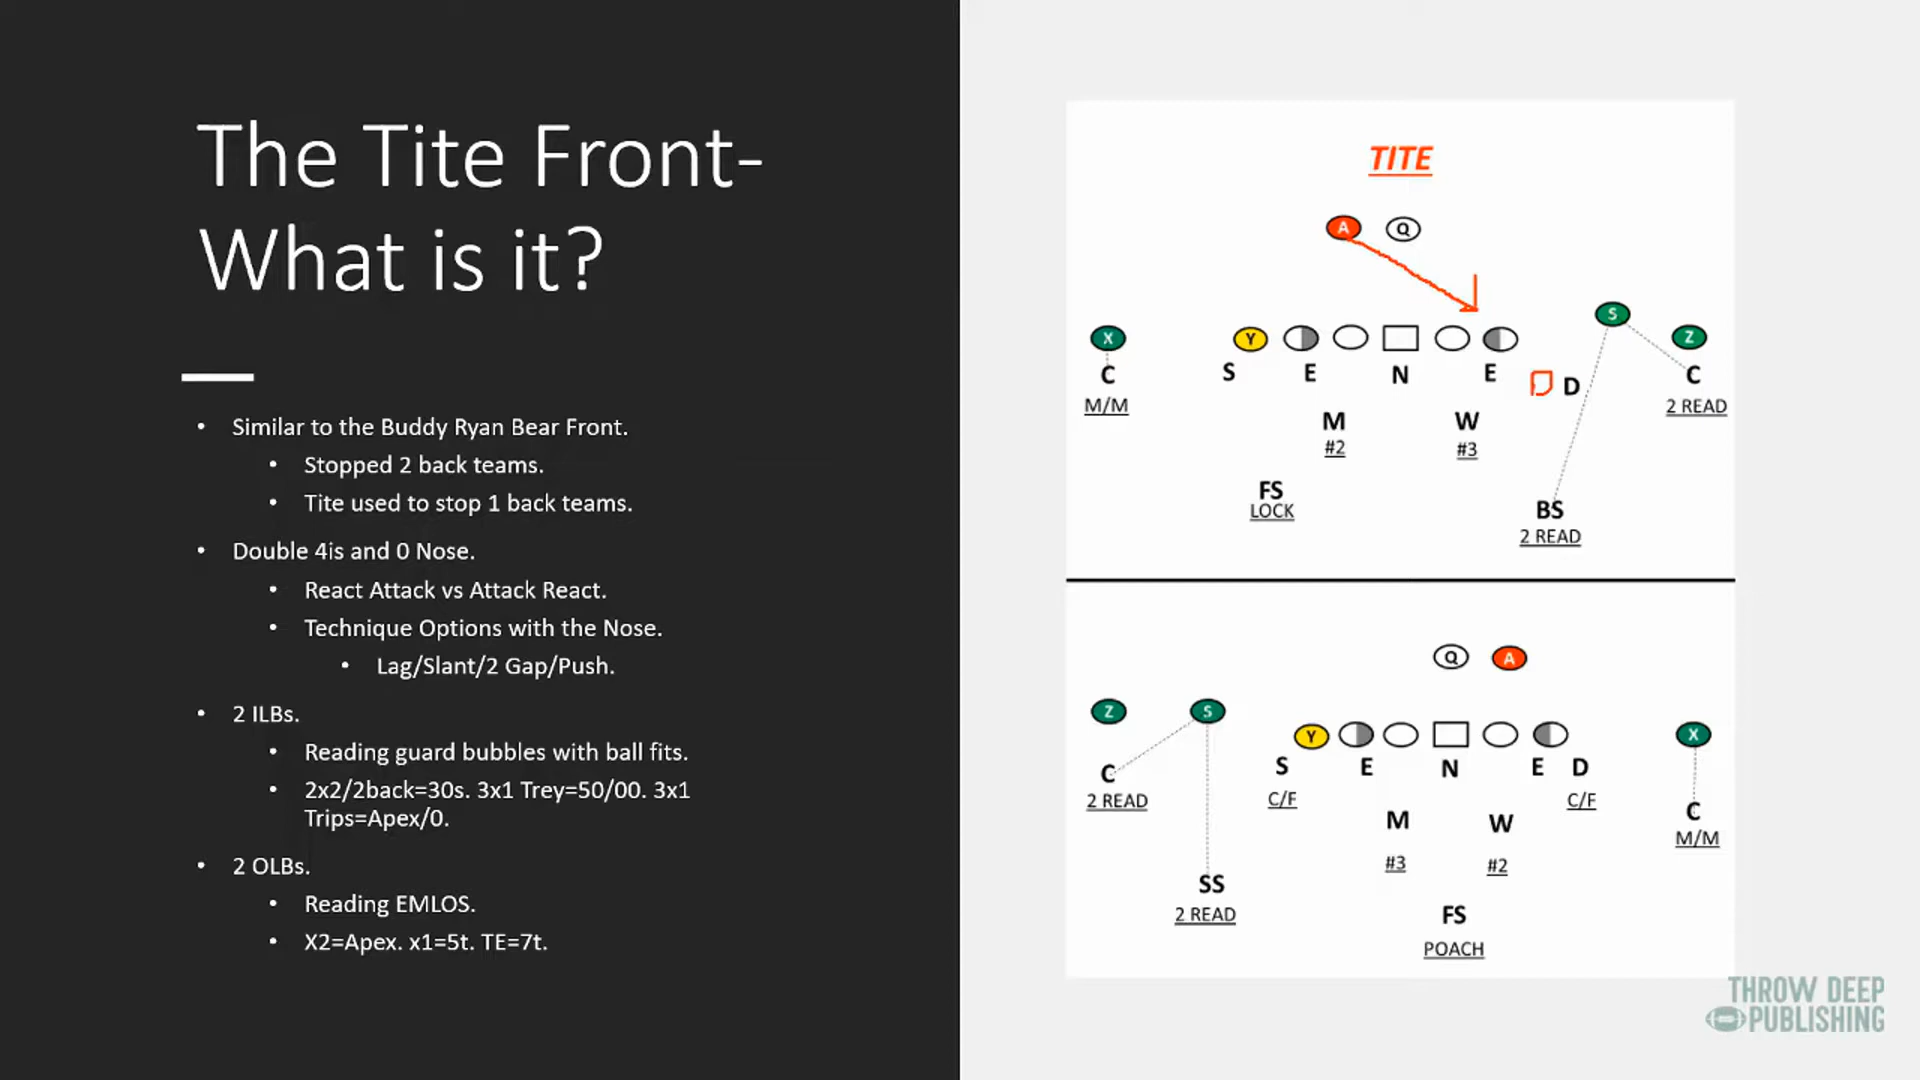 The Tite Front-
What is it?
• Similar to the Buddy Ryan Bear Front.
• Stopped 2 back teams.
• Tite used to stop 1 back teams.
• Double 4is and 0 Nose.
• React Attack vs Attack React.
• Technique Options with the Nose.
• Lag/Slant/2 Gap/Push.
• 2 ILBs.
• Reading guard bubbles with ball fits.
• 2x2/2back=30s. 3x1 Trey=50/00. 3x1
Trips=Apex/0.
• 2 OLBs.
• Reading EMLOS.
• X2=Apex. x1=5t. TE=7t.
TITE
A Q
S
X Y Z
C S E N E D C
M/M 2 READ
M W
#2 #3
FS
LOCK
BS
2 READ
Q A
Z S
Y X
S E N E D
C
2 READ C/F C/F
M W C
M/M
#3 #2
SS
2 READ
FS
POACH
THROW DEEP
PUBLISHING